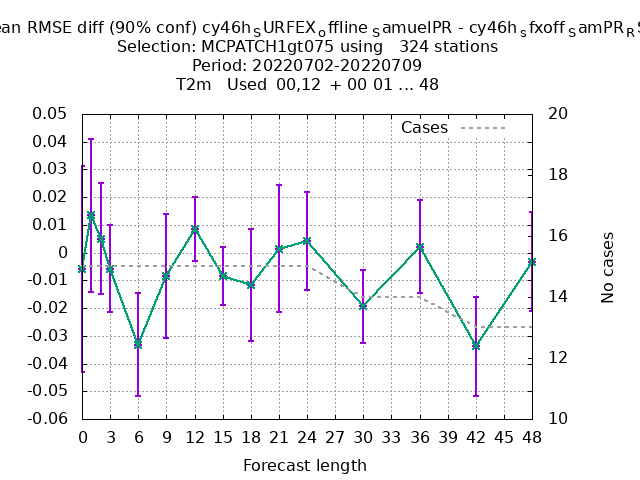 ean RMSE diff (90% conf) cy46h_SURFEX_offline_SamuelPR - cy46h_sfxoff_SamPR_RS
Selection: MCPATCH1gt075 using 324 stations
Period: 20220702-20220709
T2m Used 00,12 + 00 01 ... 48
Cases
0.05
0.04
0.03
0.02
0.01
0
-0.01
-0.02
-0.03
-0.04
-0.05
-0.06
20
18
16
14
12
10
No cases
0 3 6 9 12 15 18 21 24 27 30 33 36 39 42 45 48
Forecast length